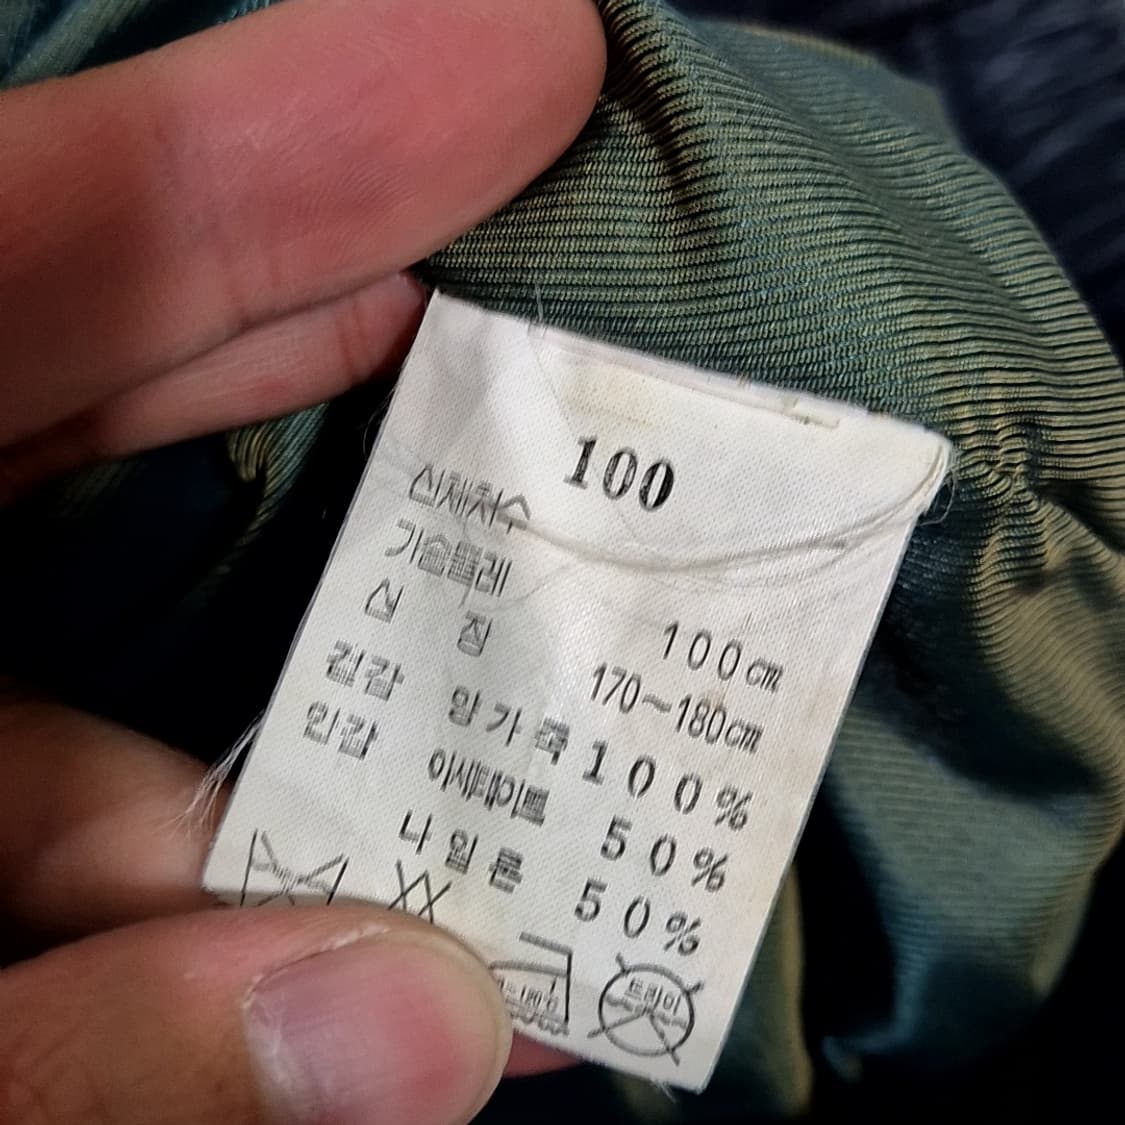 100
신체치수
가슴둘레 100㎝
신 장 170~180㎝
겉감 양가죽 100%
안감 아세테이트 50%
나일론 50%
드라이